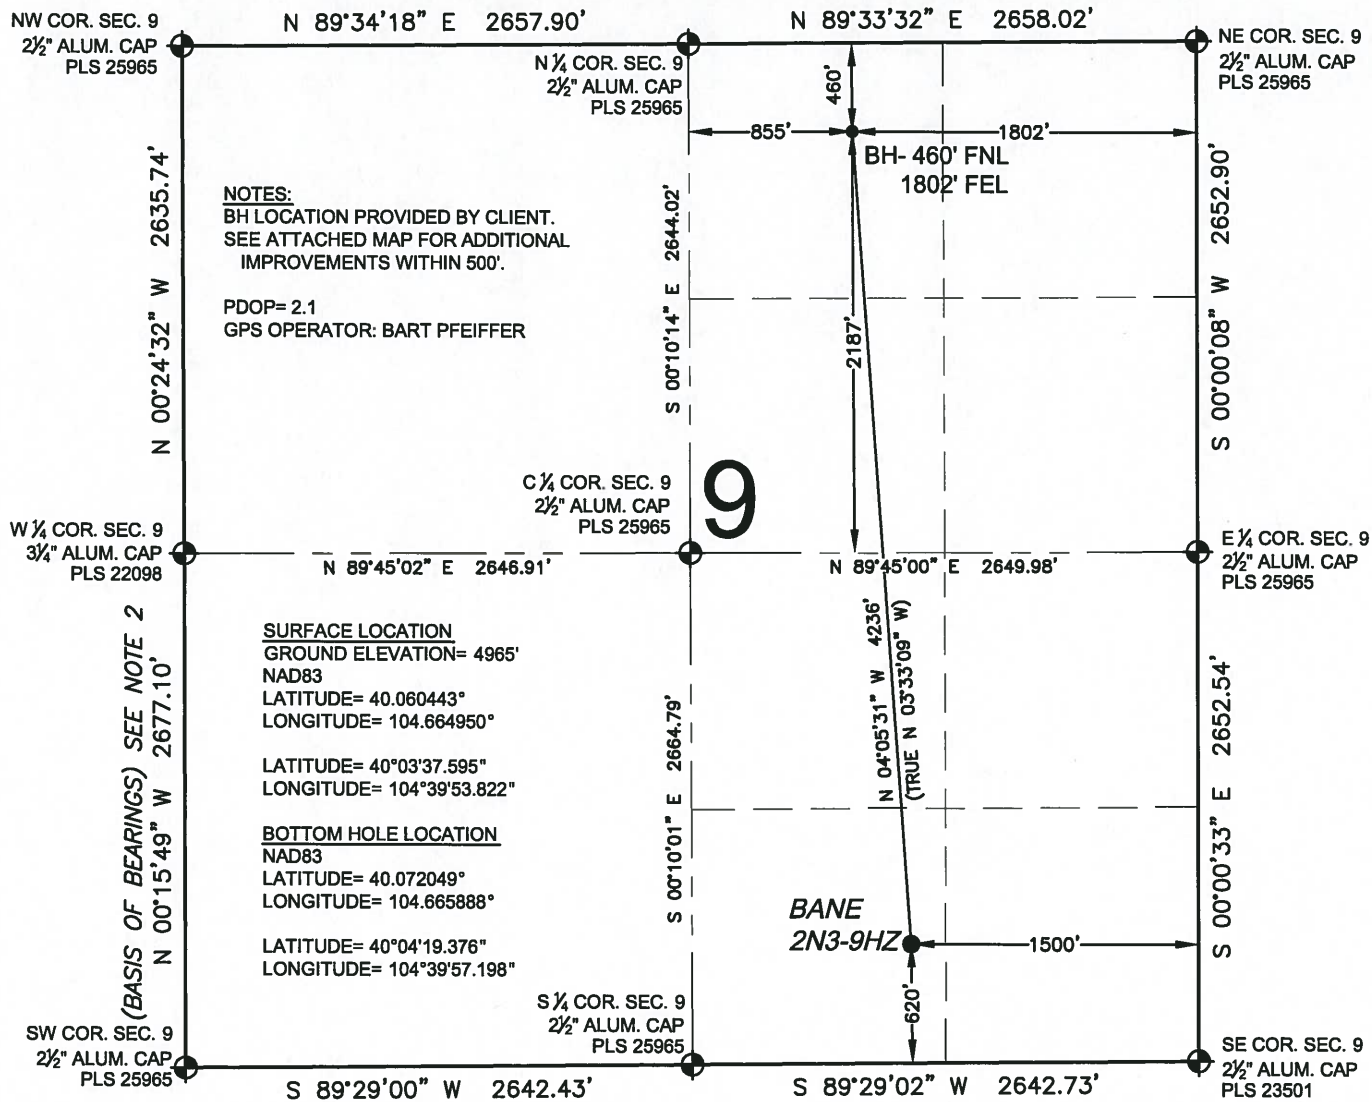 N 89°34'18" E 2657.90'
N 89°33'32" E 2658.02'
NW COR. SEC. 9
2½" ALUM. CAP
PLS 25965
N ¼ COR. SEC. 9
2½" ALUM. CAP
PLS 25965
NE COR. SEC. 9
2½" ALUM. CAP
PLS 25965
460'
855'
1802'
BH- 460' FNL
1802' FEL
N 00°24'32" W 2635.74'
NOTES:
BH LOCATION PROVIDED BY CLIENT.
SEE ATTACHED MAP FOR ADDITIONAL
IMPROVEMENTS WITHIN 500'.
PDOP= 2.1
GPS OPERATOR: BART PFEIFFER
S 00°10'14" E 2644.02'
2187'
S 00°00'08" W 2652.90'
C ¼ COR. SEC. 9
2½" ALUM. CAP
PLS 25965
9
W ¼ COR. SEC. 9
3¼" ALUM. CAP
PLS 22098
E ¼ COR. SEC. 9
2½" ALUM. CAP
PLS 25965
N 89°45'02" E 2646.91'
N 89°45'00" E 2649.98'
(BASIS OF BEARINGS) SEE NOTE 2
N 00°15'49" W 2677.10'
SURFACE LOCATION
GROUND ELEVATION= 4965'
NAD83
LATITUDE= 40.060443°
LONGITUDE= 104.664950°
LATITUDE= 40°03'37.595"
LONGITUDE= 104°39'53.822"
BOTTOM HOLE LOCATION
NAD83
LATITUDE= 40.072049°
LONGITUDE= 104.665888°
LATITUDE= 40°04'19.376"
LONGITUDE= 104°39'57.198"
S 00°10'01" E 2664.79'
N 04°05'31" W 4236'
(TRUE N 03°33'09" W)
S 00°00'33" E 2652.54'
BANE
2N3-9HZ
1500'
620'
SW COR. SEC. 9
2½" ALUM. CAP
PLS 25965
S ¼ COR. SEC. 9
2½" ALUM. CAP
PLS 25965
SE COR. SEC. 9
2½" ALUM. CAP
PLS 23501
S 89°29'00" W 2642.43'
S 89°29'02" W 2642.73'